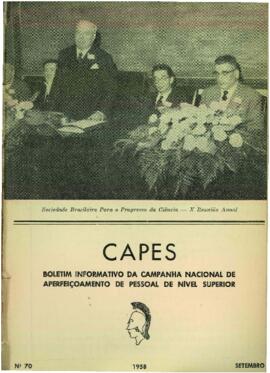 Sociedade Brasileira Para o Progresso da Ciência — X Reunião Anual
CAPES
BOLETIM INFORMATIVO DA CAMPANHA NACIONAL DE
APERFEIÇOAMENTO DE PESSOAL DE NÍVEL SUPERIOR
Nº 70 1958 SETEMBRO